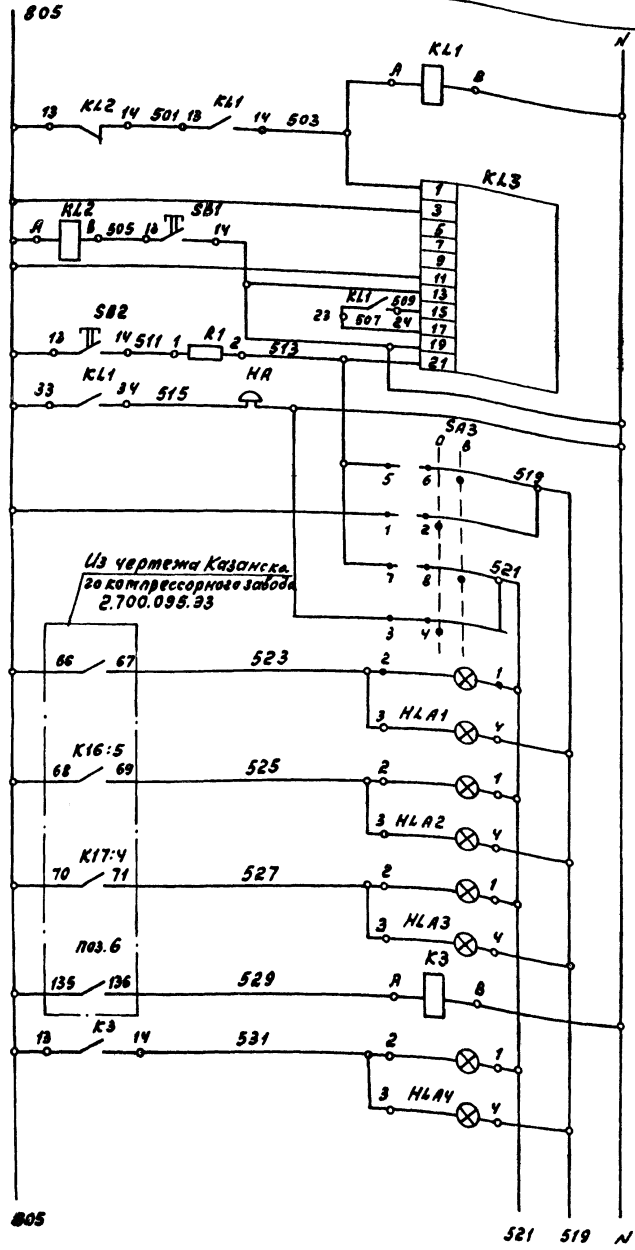 805 N
KL1
A B
13 KL2 14 501 13 KL1 14 503
KL3
1
3
5
7
9
11
13
15
17
19
21
KL2 SB1
A B 505 13 14
KL1 509
23 507 24
SB2
13 14 511 1 R1 2 513
33 KL1 34 515 HA
SA3
O B
5 6 519
1 2
7 8 521
3 4
Из чертежа Казанско
го компрессорного завода
2.700.095.ЭЗ
66 67 523 2 1
3 HLA1 4
K16:5
68 69 525 2 1
3 HLA2 4
K17:4
70 71 527 2 1
3 HLA3 4
поз.6
135 136 529 A K3 B
13 K3 14 531 2 1
3 HLA4 4
805 521 519 N